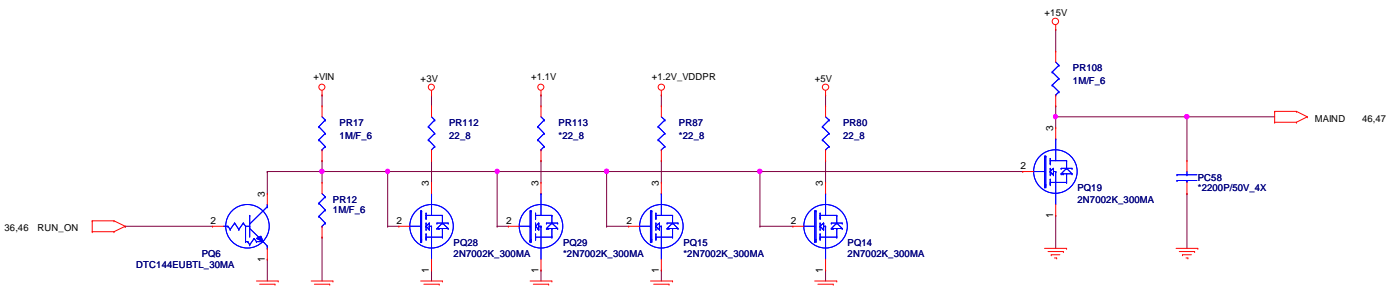 +15V
PR108
1M/F_6
+VIN
+3V
+1.1V
+1.2V_VDDPR
+5V
PR17
1M/F_6
PR112
22_8
PR113
*22_8
PR87
*22_8
PR80
22_8
MAIND 46,47
3
2
PQ19
2N7002K_300MA
1
PC58
*2200P/50V_4X
3
PR12
1M/F_6
3
3
3
3
36,46 RUN_ON
2
2
2
2
2
PQ6
DTC144EUBTL_30MA
1
PQ28
2N7002K_300MA
1
PQ29
*2N7002K_300MA
1
PQ15
*2N7002K_300MA
1
PQ14
2N7002K_300MA
1